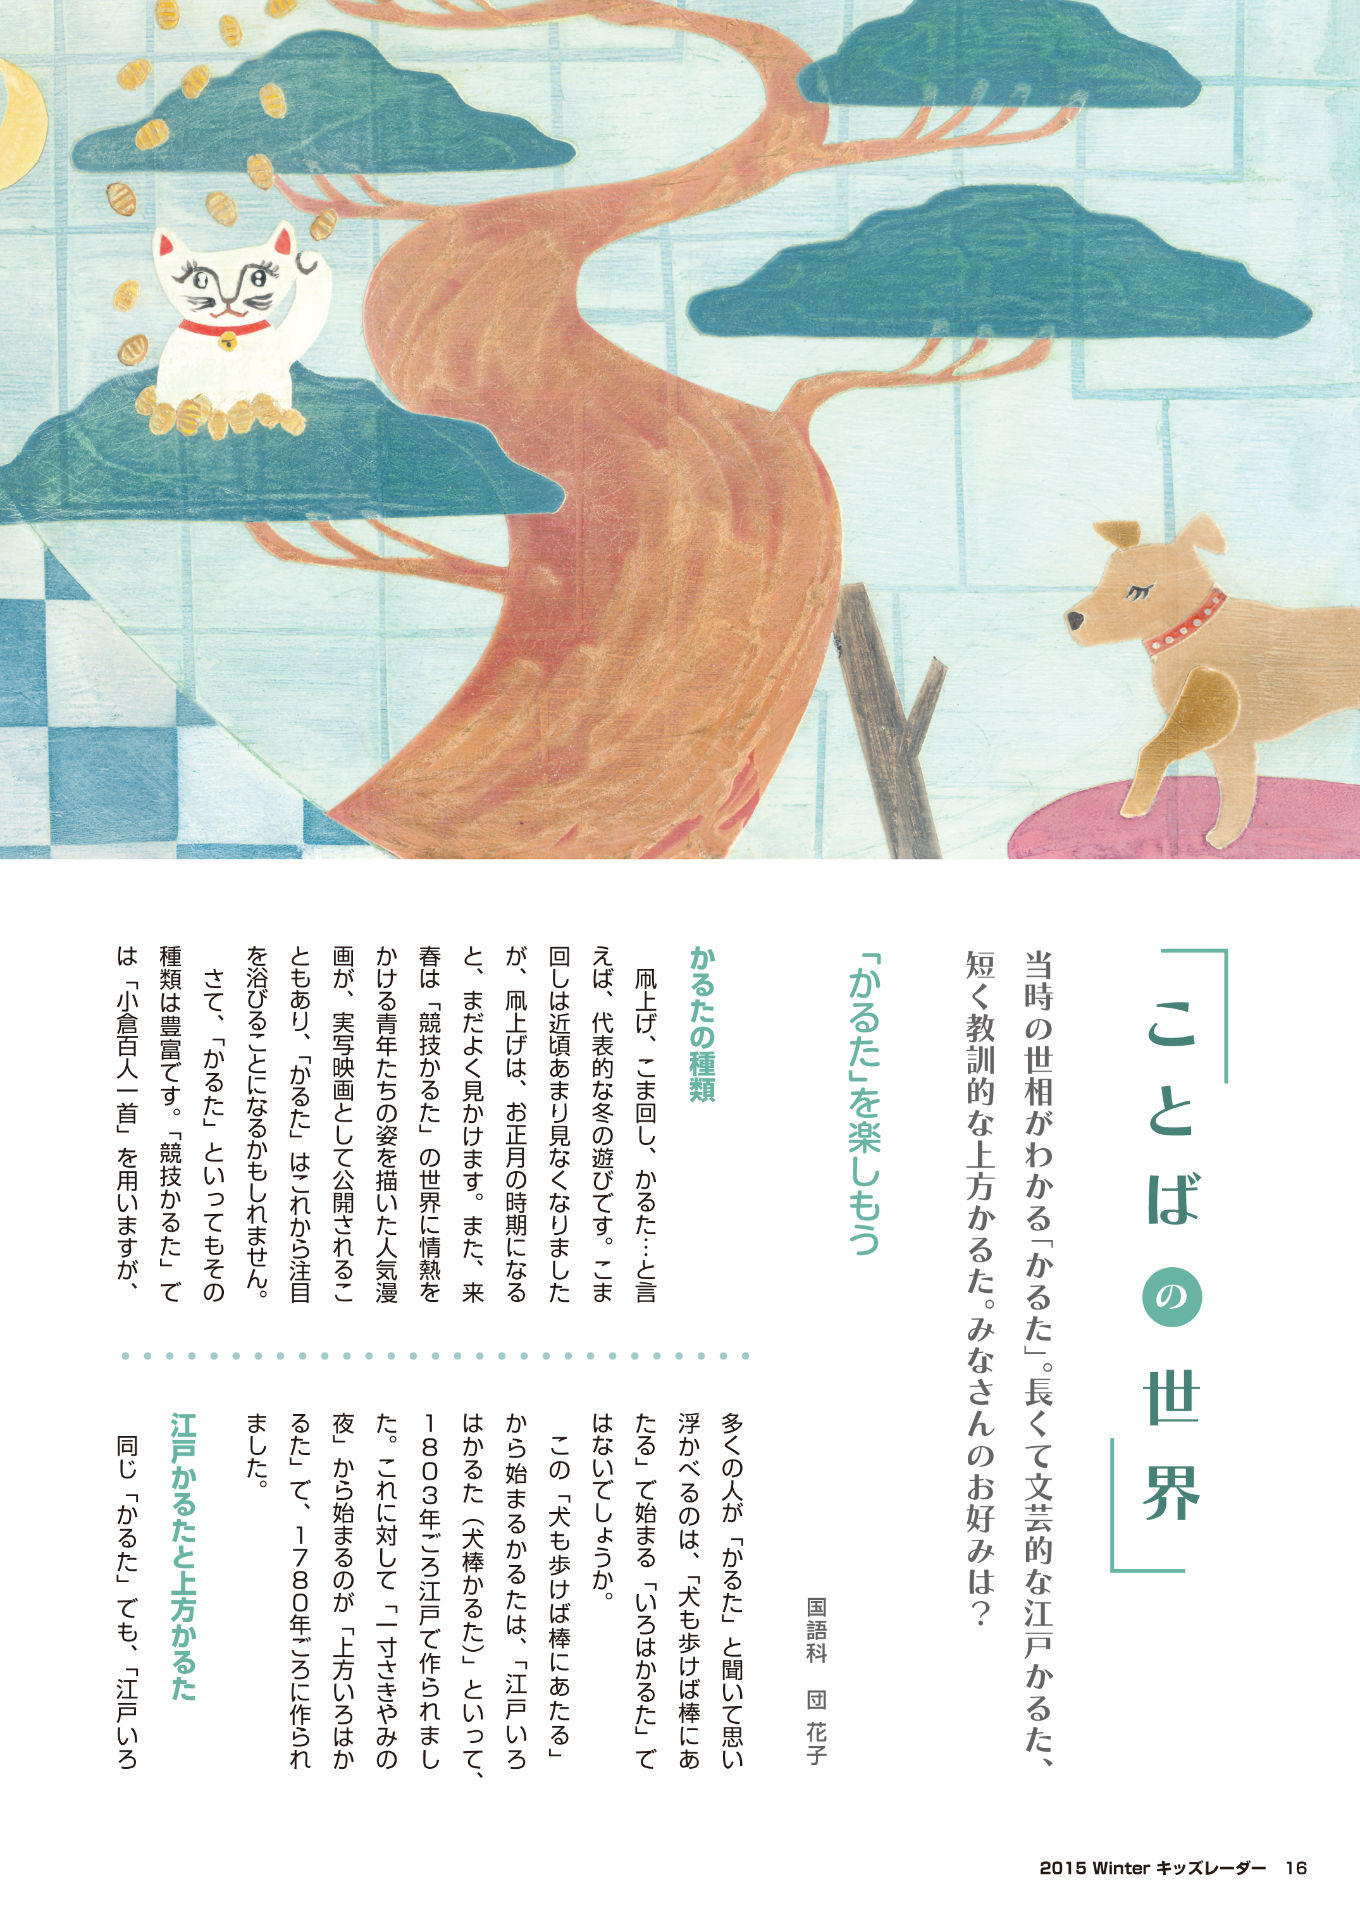 ことばの世界
当時の世相がわかる「かるた」。長くて文芸的な江戸かるた、
短く教訓的な上方かるた。みなさんのお好みは?
「かるた」を楽しもう
国語科 団 花子
かるたの種類
凧上げ、こま回し、かるた…と言
えば、代表的な冬の遊びです。こま
回しは近頃あまり見なくなりました
が、凧上げは、お正月の時期になる
と、まだよく見かけます。また、来
春は「競技かるた」の世界に情熱を
かける青年たちの姿を描いた人気漫
画が、実写映画として公開されるこ
ともあり、「かるた」はこれから注目
を浴びることになるかもしれません。
さて、「かるた」といってもその
種類は豊富です。「競技かるた」で
は「小倉百人一首」を用いますが、
多くの人が「かるた」と聞いて思い
浮かべるのは、「犬も歩けば棒にあ
たる」で始まる「いろはかるた」で
はないでしょうか。
この「犬も歩けば棒にあたる」
から始まるかるたは、「江戸いろ
はかるた(犬棒かるた)」といって、
1803年ごろ江戸で作られまし
た。これに対して「一寸さきやみの
夜」から始まるのが「上方いろはか
るた」で、1780年ごろに作られ
ました。
江戸かるたと上方かるた
同じ「かるた」でも、「江戸いろ
2015 Winter キッズレーダー 16